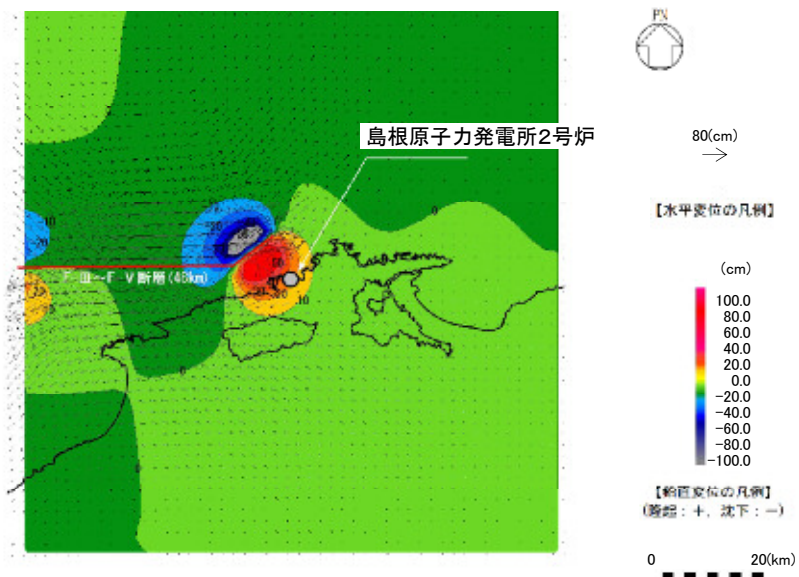 PN
島根原子力発電所2号炉
80(cm)
【水平変位の凡例】
F-Ⅲ~F-Ⅴ断層(48km)
(cm)
100.0
80.0
60.0
40.0
20.0
0.0
-20.0
-40.0
-60.0
-80.0
-100.0
【鉛直変位の凡例】
(隆起:+, 沈下:-)
0 20(km)